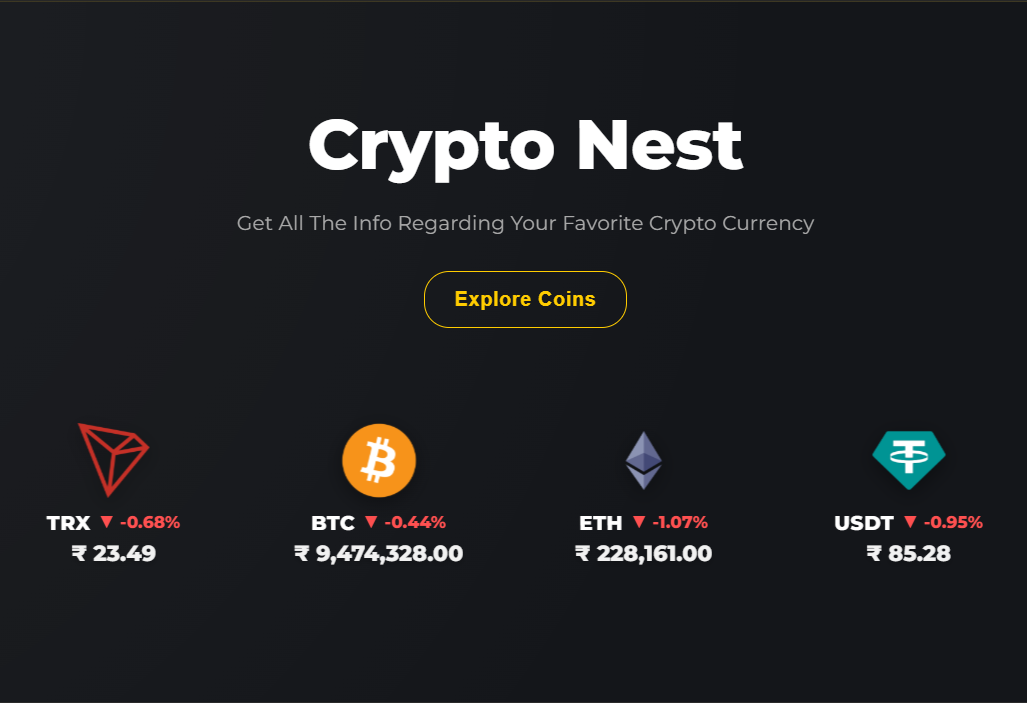 Crypto Nest
Get All The Info Regarding Your Favorite Crypto Currency
Explore Coins
TRX ▼ -0.68%
₹ 23.49
BTC ▼ -0.44%
₹ 9,474,328.00
ETH ▼ -1.07%
₹ 228,161.00
USDT ▼ -0.95%
₹ 85.28